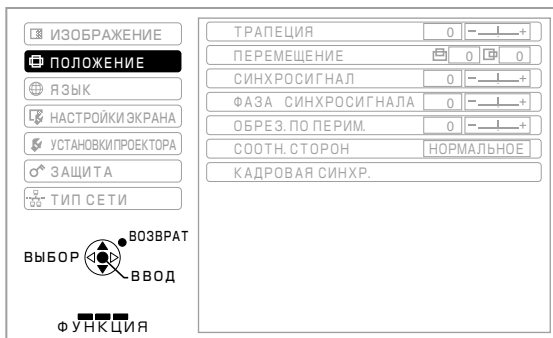 ИЗОБРАЖЕНИЕ
ПОЛОЖЕНИЕ
ЯЗЫК
НАСТРОЙКИ ЭКРАНА
УСТАНОВКИ ПРОЕКТОРА
ЗАЩИТА
ТИП СЕТИ
ВОЗВРАТ
ВЫБОР
ВВОД
ФУНКЦИЯ
ТРАПЕЦИЯ 0 - +
ПЕРЕМЕЩЕНИЕ 0 0
СИНХРОСИГНАЛ 0 - +
ФАЗА СИНХРОСИГНАЛА 0 - +
ОБРЕЗ. ПО ПЕРИМ. 0 - +
СООТН. СТОРОН НОРМАЛЬНОЕ
КАДРОВАЯ СИНХР.